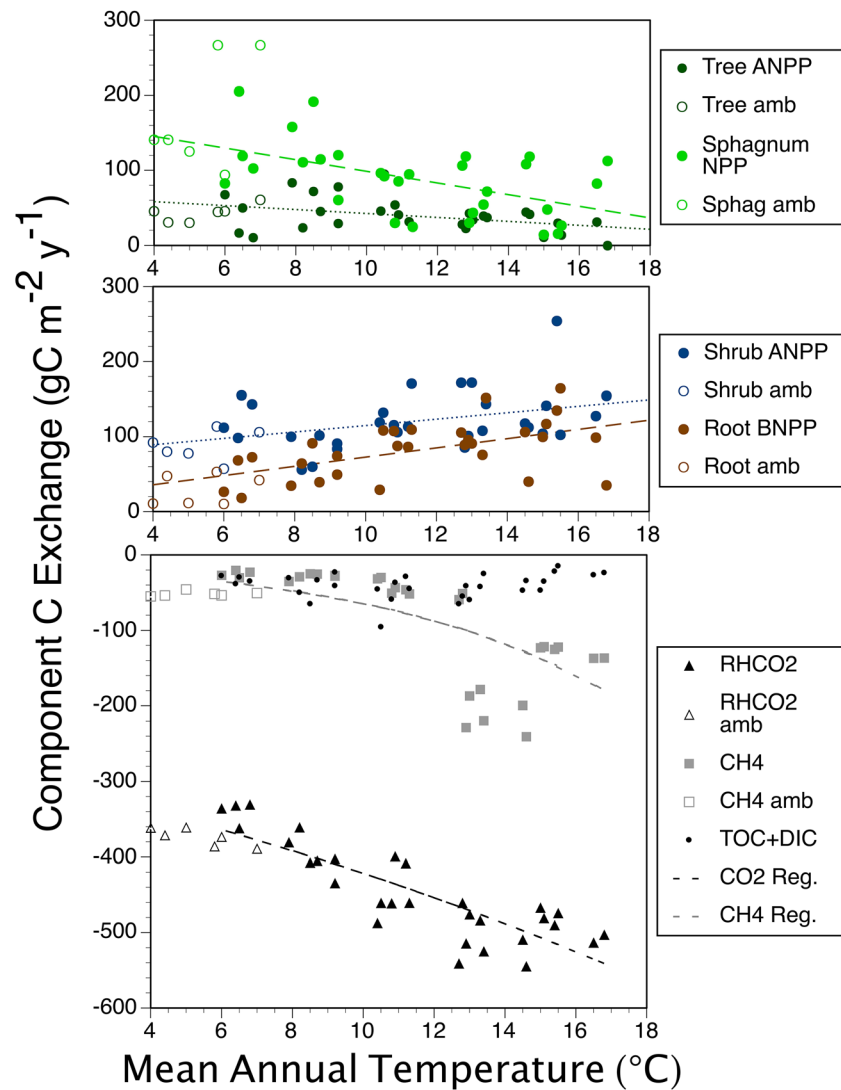 Component C Exchange (gC m⁻² y⁻¹)
300
200
100
0
4
6
8
10
12
14
16
18
Tree ANPP
Tree amb
Sphagnum
NPP
Sphag amb
300
200
100
0
4
6
8
10
12
14
16
18
Shrub ANPP
Shrub amb
Root BNPP
Root amb
0
-100
-200
-300
-400
-500
-600
4
6
8
10
12
14
16
18
RHCO2
RHCO2
amb
CH4
CH4 amb
TOC+DIC
CO2 Reg.
CH4 Reg.
Mean Annual Temperature (°C)